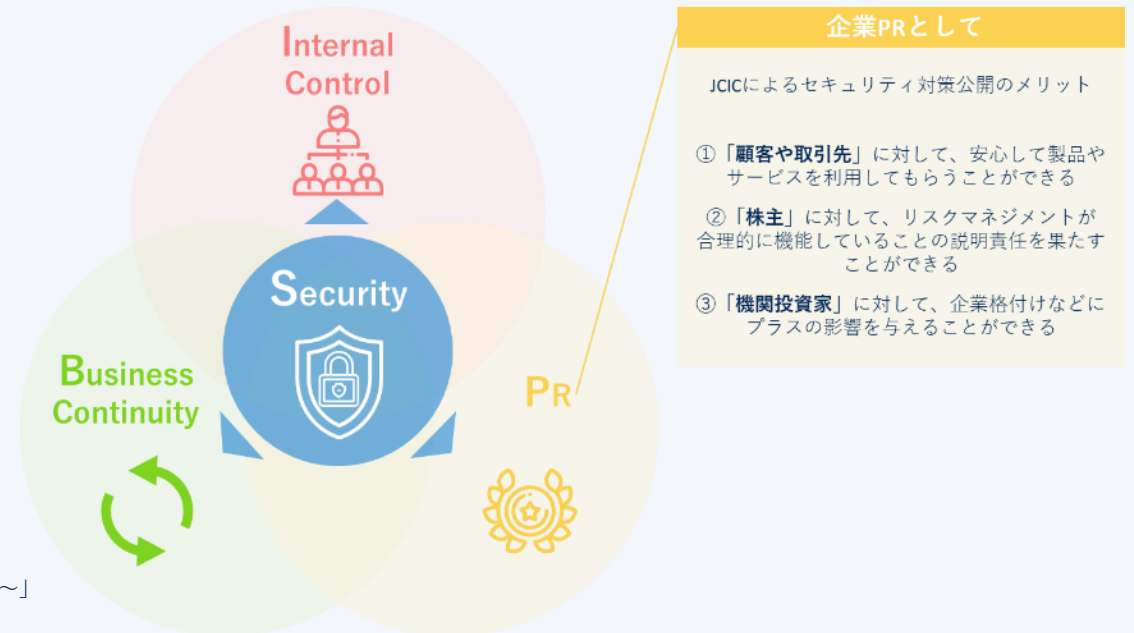 Internal
Control
Security
Business
Continuity
PR
企業PRとして
JCICによるセキュリティ対策公開のメリット
①「顧客や取引先」に対して、安心して製品や
サービスを利用してもらうことができる
②「株主」に対して、リスクマネジメントが
合理的に機能していることの説明責任を果たす
ことができる
③「機関投資家」に対して、企業格付けなどに
プラスの影響を与えることができる
～」